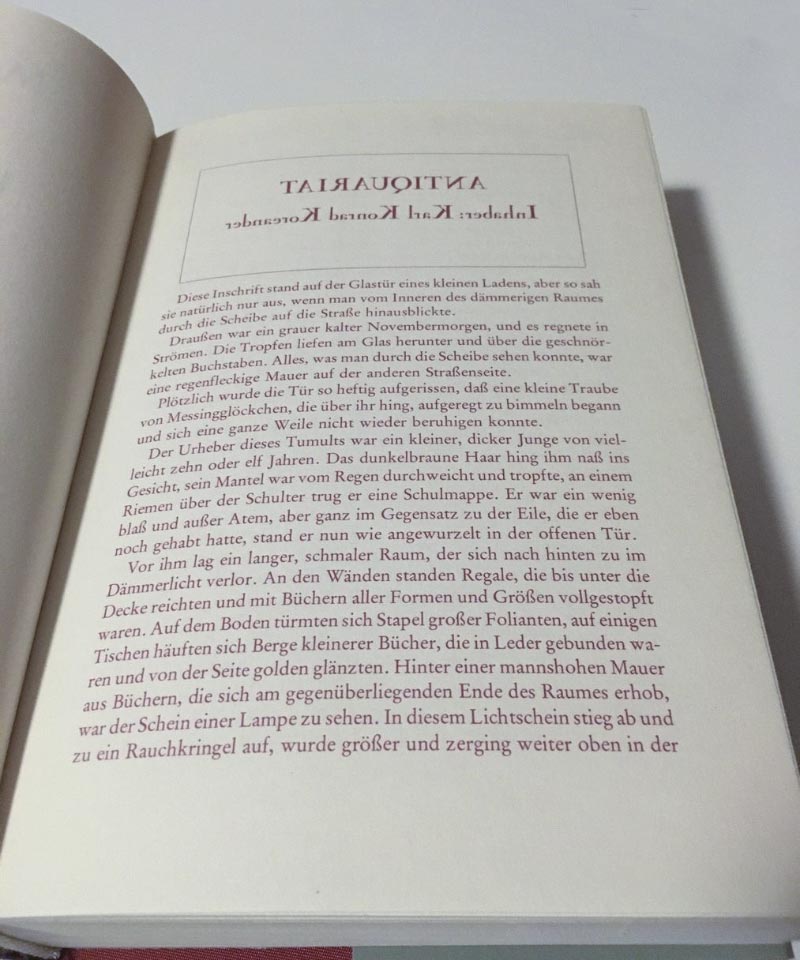 ANTIQUARIAT
Inhaber: Karl Konrad Koreander
Diese Inschrift stand auf der Glastür eines kleinen Ladens, aber so sah
sie natürlich nur aus, wenn man vom Inneren des dämmerigen Raumes
durch die Scheibe auf die Straße hinausblickte.
Draußen war ein grauer kalter Novembermorgen, und es regnete in
Strömen. Die Tropfen liefen am Glas herunter und über die geschnör-
kelten Buchstaben. Alles, was man durch die Scheibe sehen konnte, war
eine regenfleckige Mauer auf der anderen Straßenseite.
Plötzlich wurde die Tür so heftig aufgerissen, daß eine kleine Traube
von Messingglöckchen, die über ihr hing, aufgeregt zu bimmeln begann
und sich eine ganze Weile nicht wieder beruhigen konnte.
Der Urheber dieses Tumults war ein kleiner, dicker Junge von viel-
leicht zehn oder elf Jahren. Das dunkelbraune Haar hing ihm naß ins
Gesicht, sein Mantel war vom Regen durchweicht und tropfte, an einem
Riemen über der Schulter trug er eine Schulmappe. Er war ein wenig
blaß und außer Atem, aber ganz im Gegensatz zu der Eile, die er eben
noch gehabt hatte, stand er nun wie angewurzelt in der offenen Tür.
Vor ihm lag ein langer, schmaler Raum, der sich nach hinten zu im
Dämmerlicht verlor. An den Wänden standen Regale, die bis unter die
Decke reichten und mit Büchern aller Formen und Größen vollgestopft
waren. Auf dem Boden türmten sich Stapel großer Folianten, auf einigen
Tischen häuften sich Berge kleinerer Bücher, die in Leder gebunden wa-
ren und von der Seite golden glänzten. Hinter einer mannshohen Mauer
aus Büchern, die sich am gegenüberliegenden Ende des Raumes erhob,
war der Schein einer Lampe zu sehen. In diesem Lichtschein stieg ab und
zu ein Rauchkringel auf, wurde größer und zerging weiter oben in der